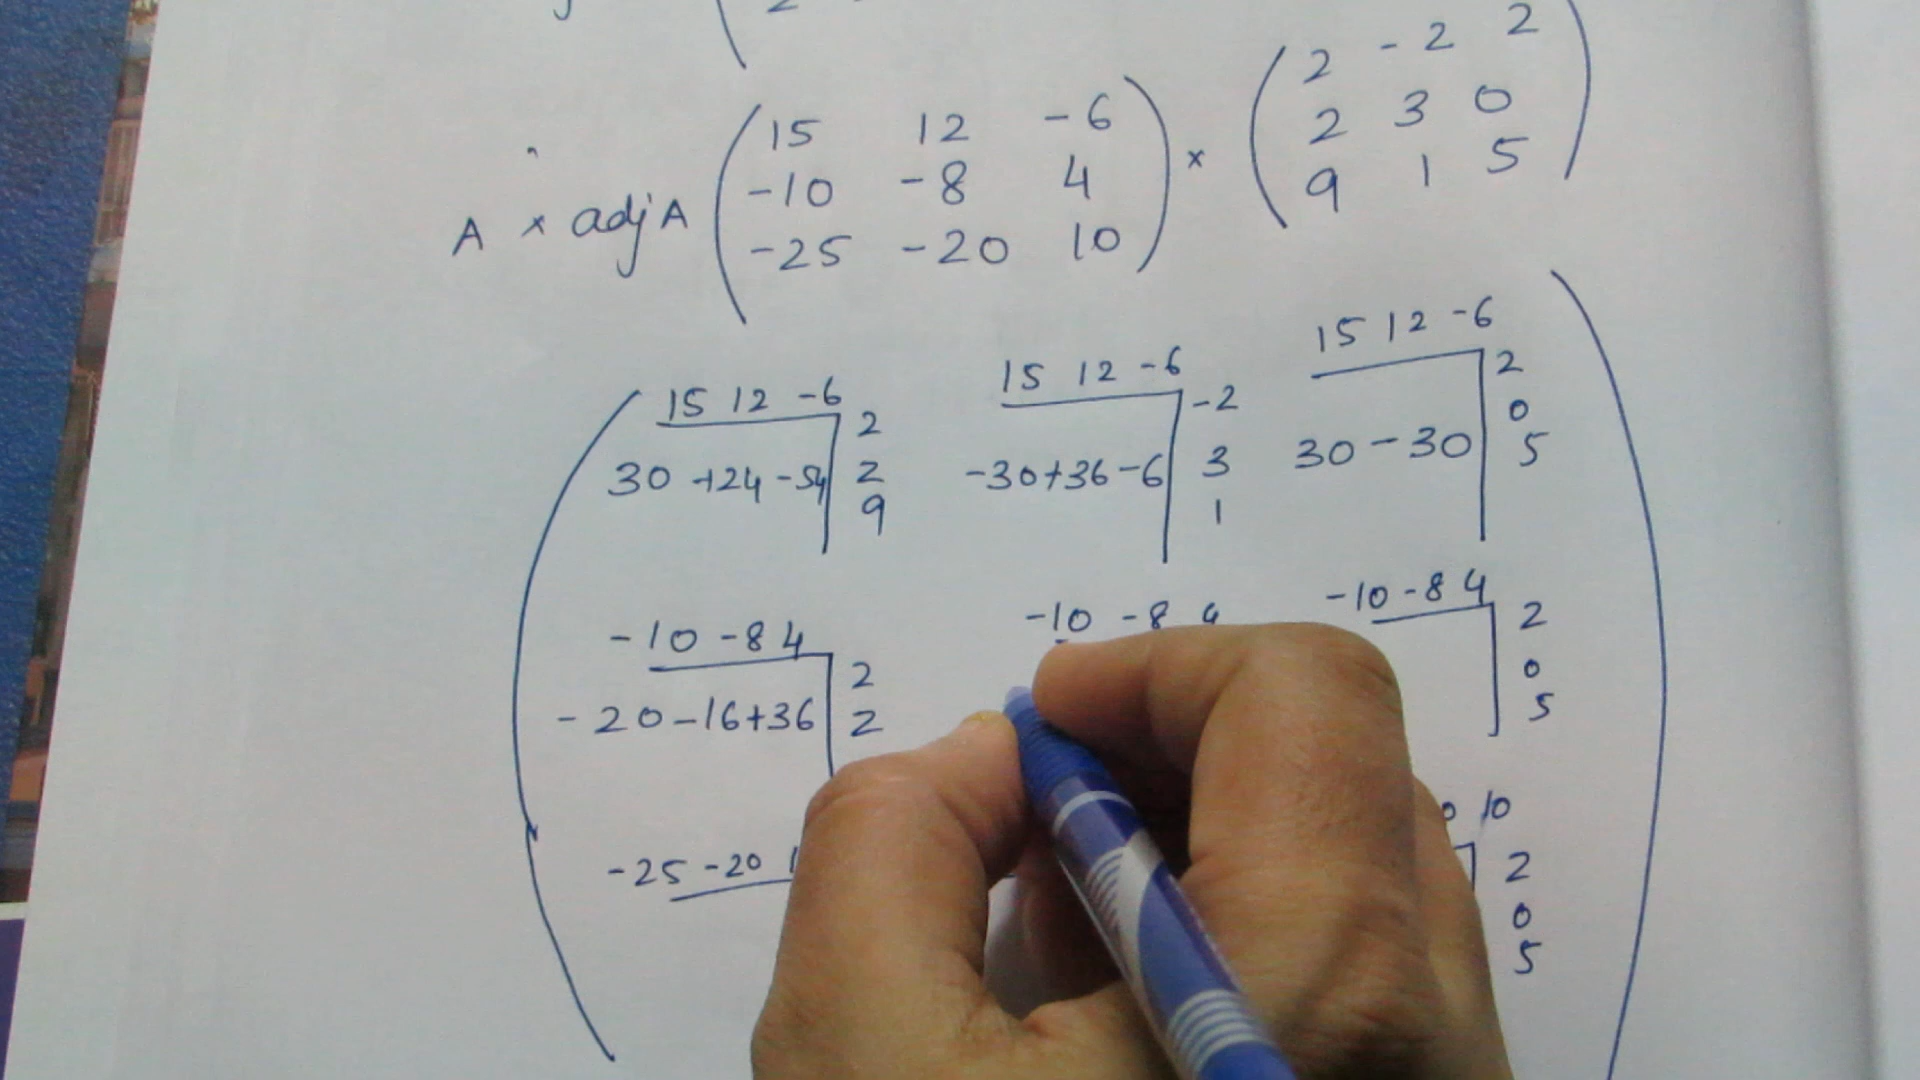 2 - 2 2
15 12 - 6 2 3 0
A × adj A -10 - 8 4 × 9 1 5
-25 -20 10
15 12 -6 15 12 -6 15 12 -6
2 -2 2
30 +24 -54 2 -30+36-6 3 30 - 30 0
9 1 5
-10 -8 4 -10 -8 4 -10 -8 4
2 2
-20-16+36 2 0
5
-25 -20 10
2
0
5